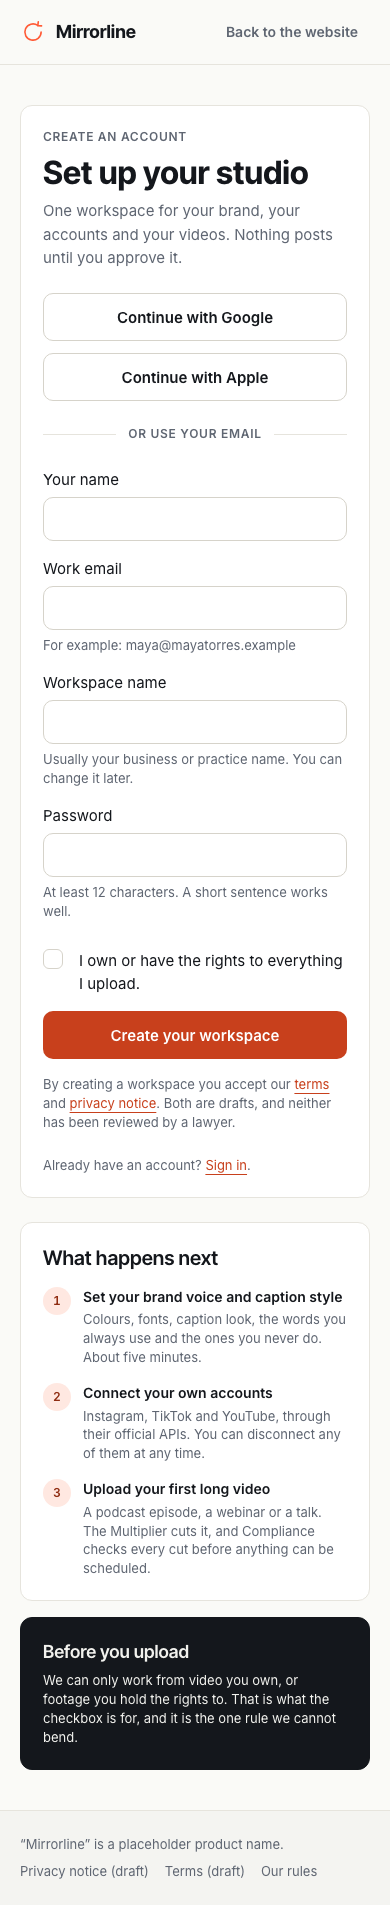 Mirrorline
Back to the website
CREATE AN ACCOUNT
Set up your studio
One workspace for your brand, your
accounts and your videos. Nothing posts
until you approve it.
Continue with Google
Continue with Apple
OR USE YOUR EMAIL
Your name
Work email
For example: maya@mayatorres.example
Workspace name
Usually your business or practice name. You can
change it later.
Password
At least 12 characters. A short sentence works
well.
I own or have the rights to everything
I upload.
Create your workspace
By creating a workspace you accept our terms
and privacy notice. Both are drafts, and neither
has been reviewed by a lawyer.
Already have an account? Sign in.
What happens next
1
Set your brand voice and caption style
Colours, fonts, caption look, the words you
always use and the ones you never do.
About five minutes.
2
Connect your own accounts
Instagram, TikTok and YouTube, through
their official APIs. You can disconnect any
of them at any time.
3
Upload your first long video
A podcast episode, a webinar or a talk.
The Multiplier cuts it, and Compliance
checks every cut before anything can be
scheduled.
Before you upload
We can only work from video you own, or
footage you hold the rights to. That is what the
checkbox is for, and it is the one rule we cannot
bend.
“Mirrorline” is a placeholder product name.
Privacy notice (draft)
Terms (draft)
Our rules